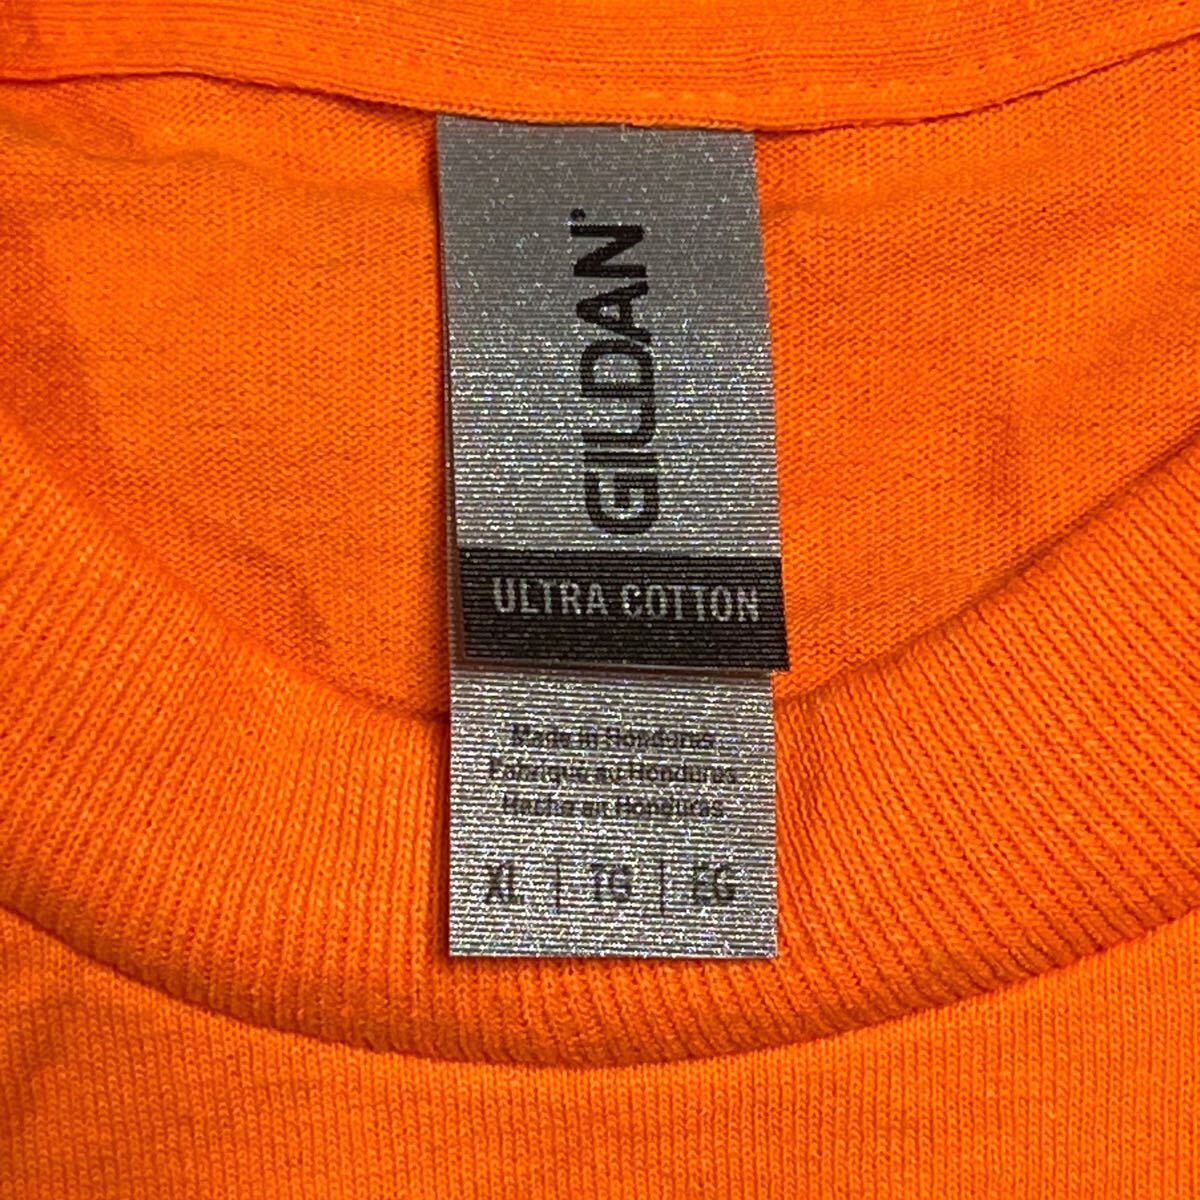 GILDAN®
ULTRA COTTON
Made in Honduras
Fabriqué au Honduras
Hecho en Honduras
XL | TG | EG